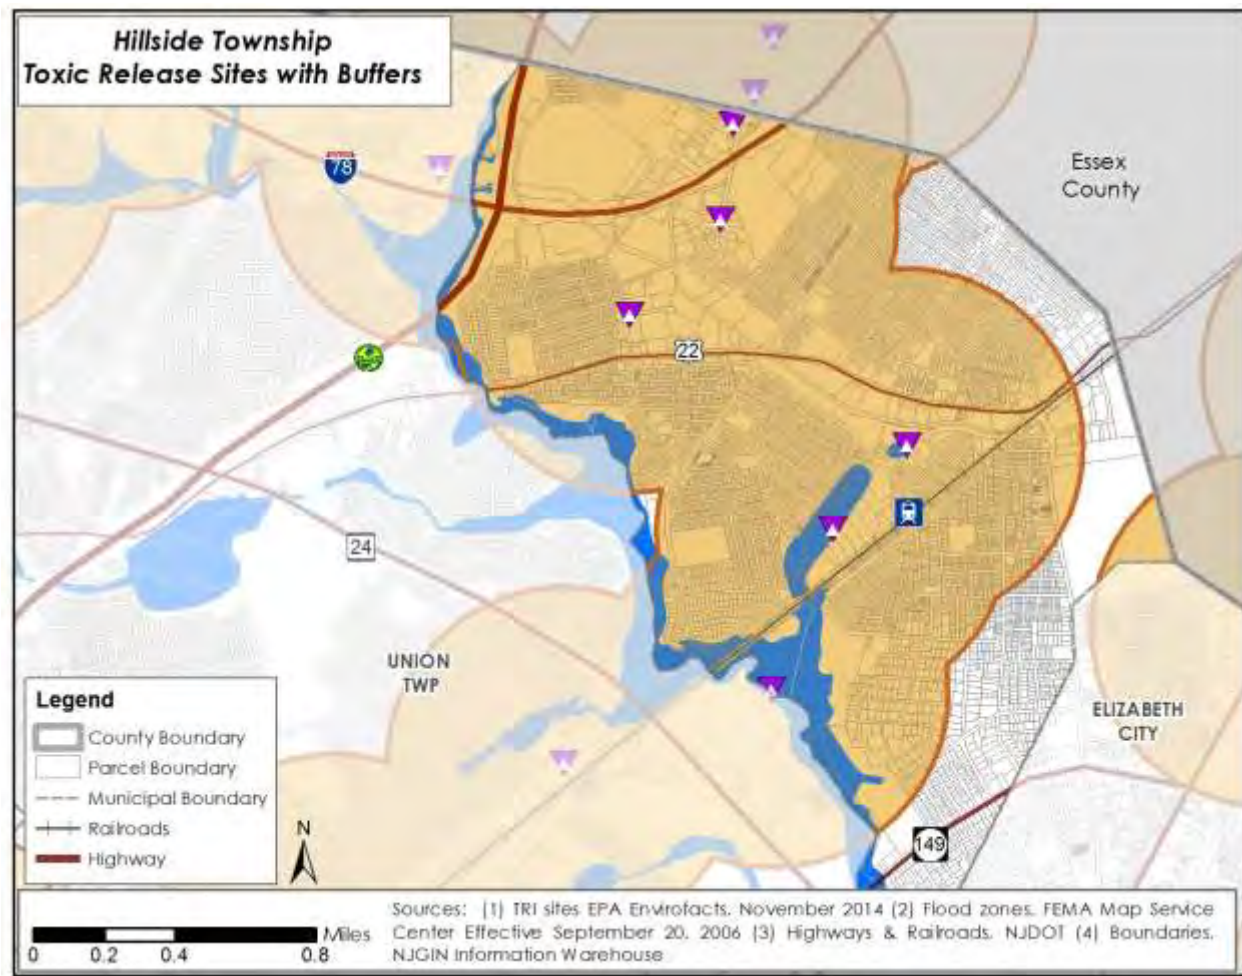 Hillside Township
Toxic Release Sites with Buffers
78
Essex
County
22
24
UNION
TWP
ELIZABETH
CITY
149
Legend
County Boundary
Parcel Boundary
Municipal Boundary
Railroads
Highway
N
0 0.2 0.4 0.8 Miles
Sources: (1) TRI sites EPA Envirofacts, November 2014 (2) Flood zones, FEMA Map Service
Center Effective September 20, 2006 (3) Highways & Railroads, NJDOT (4) Boundaries,
NJGIN Information Warehouse